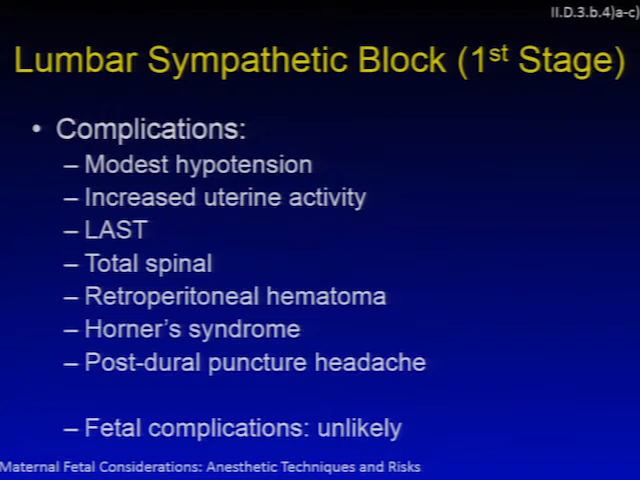 II.D.3.b.4)a-c)
Lumbar Sympathetic Block (1st Stage)
• Complications:
– Modest hypotension
– Increased uterine activity
– LAST
– Total spinal
– Retroperitoneal hematoma
– Horner's syndrome
– Post-dural puncture headache
– Fetal complications: unlikely
Maternal Fetal Considerations: Anesthetic Techniques and Risks